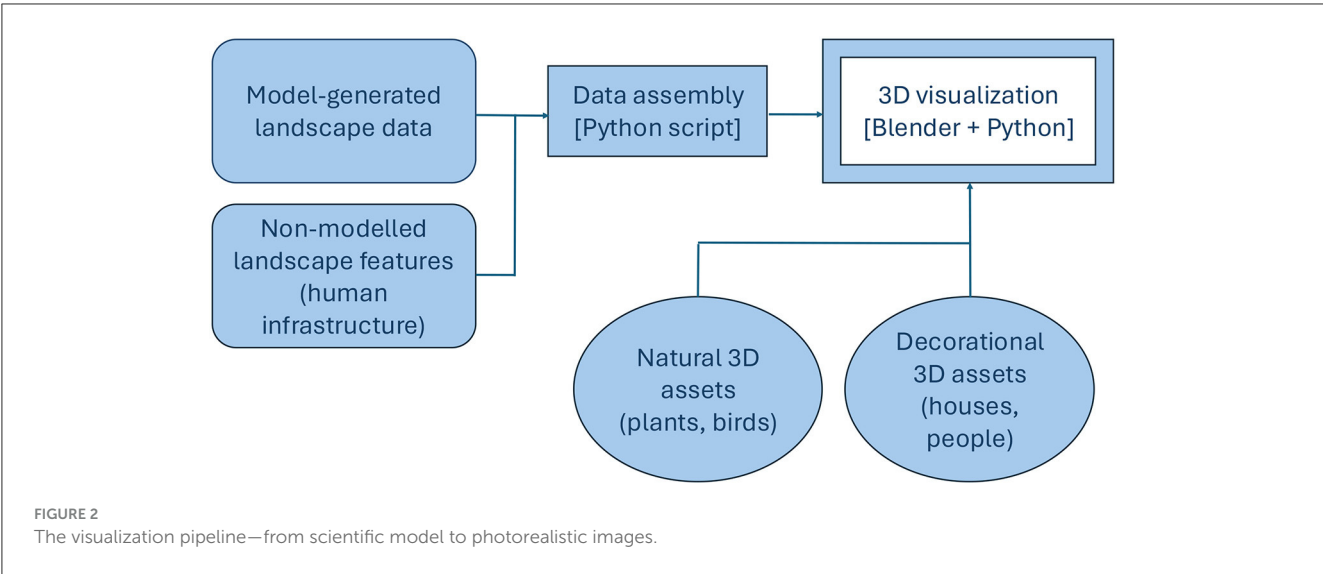 Model-generated
landscape data
Data assembly
[Python script]
3D visualization
[Blender + Python]
Non-modelled
landscape features
(human
infrastructure)
Natural 3D
assets
(plants, birds)
Decorational
3D assets
(houses,
people)
FIGURE 2
The visualization pipeline—from scientific model to photorealistic images.